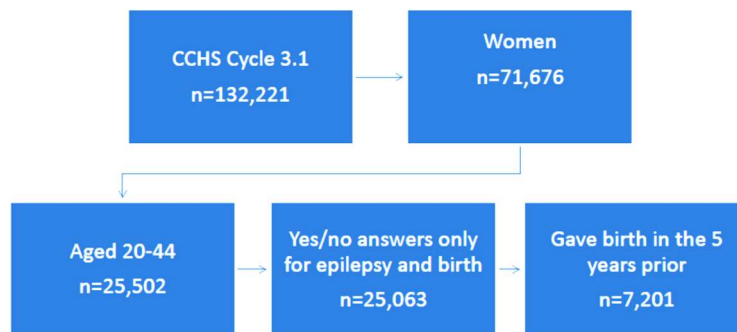 CCHS Cycle 3.1
n=132,221
Women
n=71,676
Aged 20-44
n=25,502
Yes/no answers only
for epilepsy and birth
n=25,063
Gave birth in the 5
years prior
n=7,201